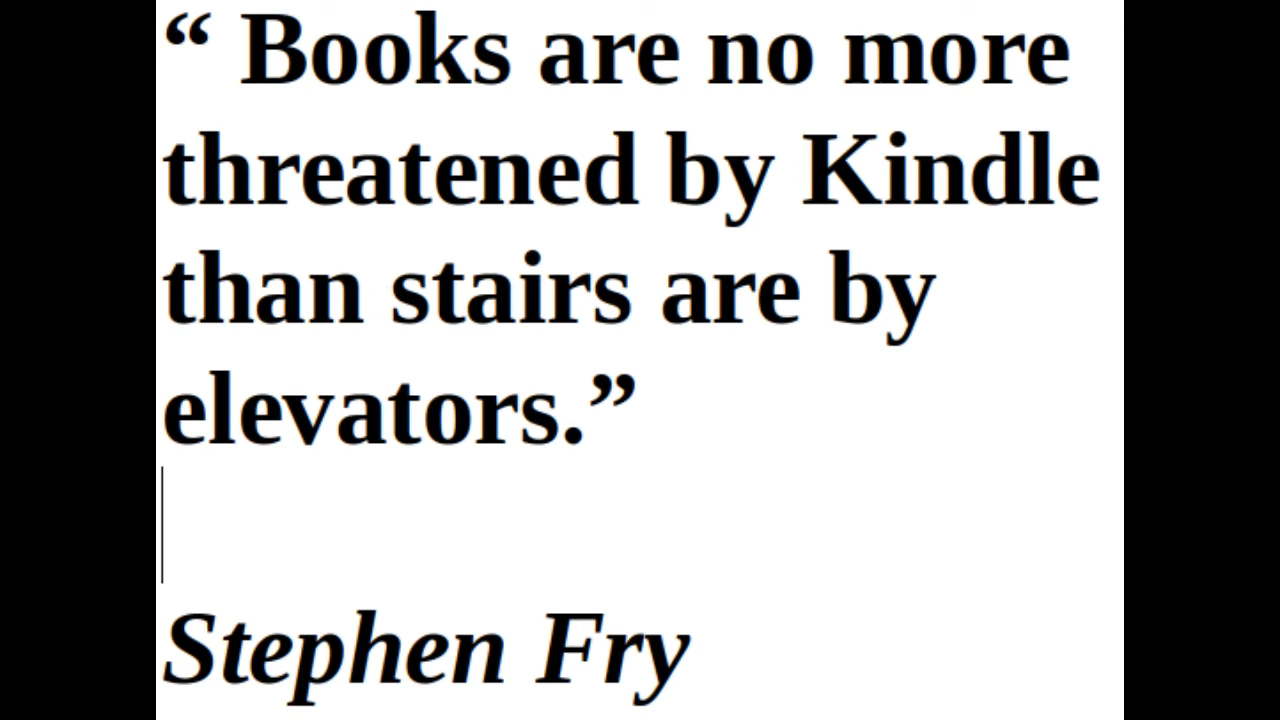 “ Books are no more
threatened by Kindle
than stairs are by
elevators.”
Stephen Fry